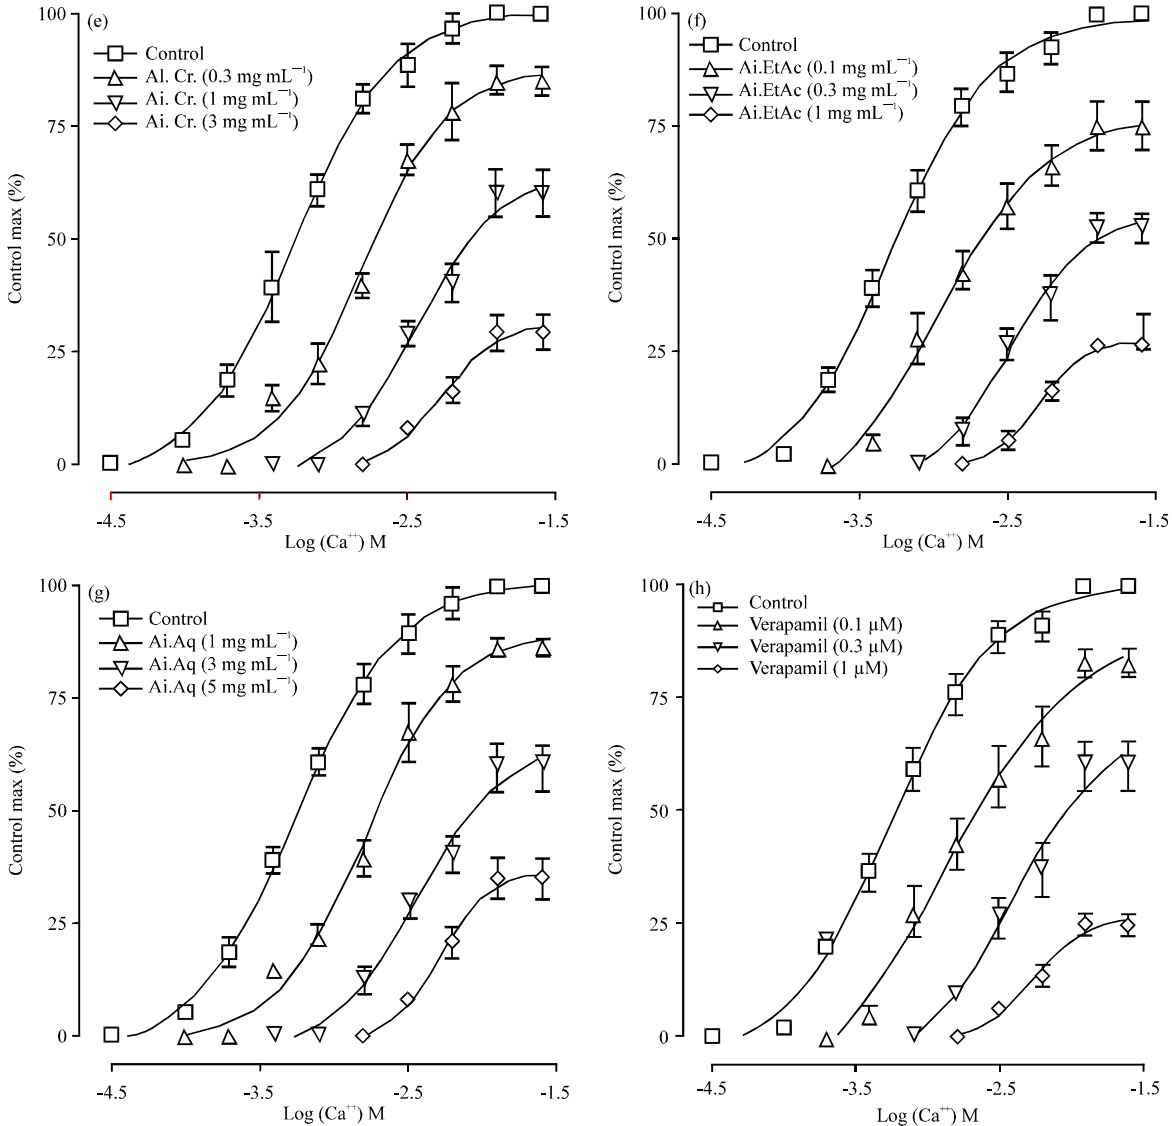 (e)
Control
Al. Cr. (0.3 mg mL⁻¹)
Ai. Cr. (1 mg mL⁻¹)
Ai. Cr. (3 mg mL⁻¹)
100
75
50
25
0
Control max (%)
-4.5 -3.5 -2.5 -1.5
Log (Ca⁺⁺) M
(f)
Control
Ai.EtAc (0.1 mg mL⁻¹)
Ai.EtAc (0.3 mg mL⁻¹)
Ai.EtAc (1 mg mL⁻¹)
100
75
50
25
0
Control max (%)
-4.5 -3.5 -2.5 -1.5
Log (Ca⁺⁺) M
(g)
Control
Ai.Aq (1 mg mL⁻¹)
Ai.Aq (3 mg mL⁻¹)
Ai.Aq (5 mg mL⁻¹)
100
75
50
25
0
Control max (%)
-4.5 -3.5 -2.5 -1.5
Log (Ca⁺⁺) M
(h)
Control
Verapamil (0.1 µM)
Verapamil (0.3 µM)
Verapamil (1 µM)
100
75
50
25
0
Control max (%)
-4.5 -3.5 -2.5 -1.5
Log (Ca⁺⁺) M